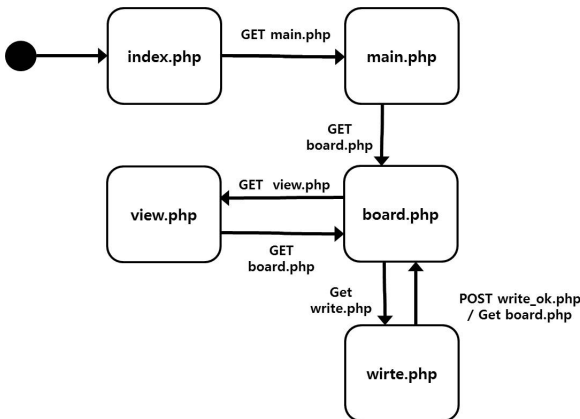 index.php
GET main.php
main.php
GET
board.php
view.php
GET view.php
board.php
GET
board.php
Get
write.php
POST write_ok.php
/ Get board.php
wirte.php